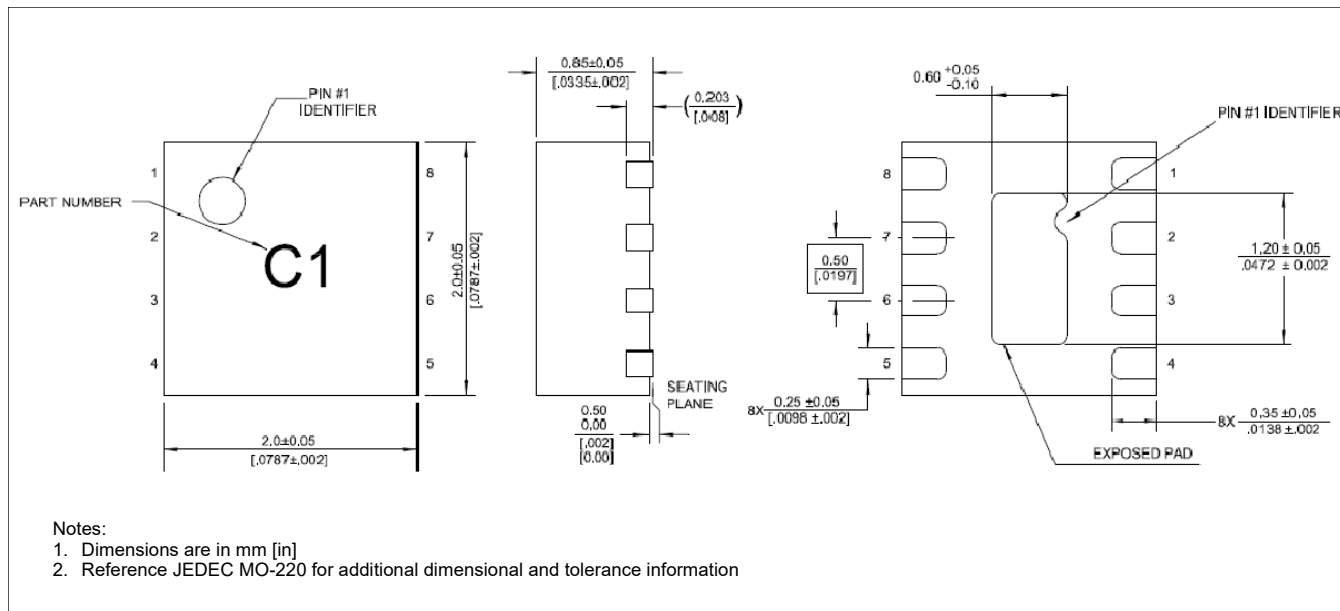 PIN #1
IDENTIFIER
PART NUMBER
1
2
3
4
C1
8
7
6
5
2.0±0.05
[.0787±.002]
2.0±0.05
[.0787±.002]
0.85±0.05
[.0335±.002]
(0.203
[.008])
SEATING
PLANE
0.50
0.00
[.002]
[0.00]
0.60 +0.05
-0.10
PIN #1 IDENTIFIER
8
7
6
5
1
2
3
4
0.50
[.0197]
1.20 ± 0.05
.0472 ± 0.002
8X 0.25 ±0.05
[.0098 ±.002]
8X 0.35 ±0.05
.0138 ±.002
EXPOSED PAD
Notes:
1. Dimensions are in mm [in]
2. Reference JEDEC MO-220 for additional dimensional and tolerance information